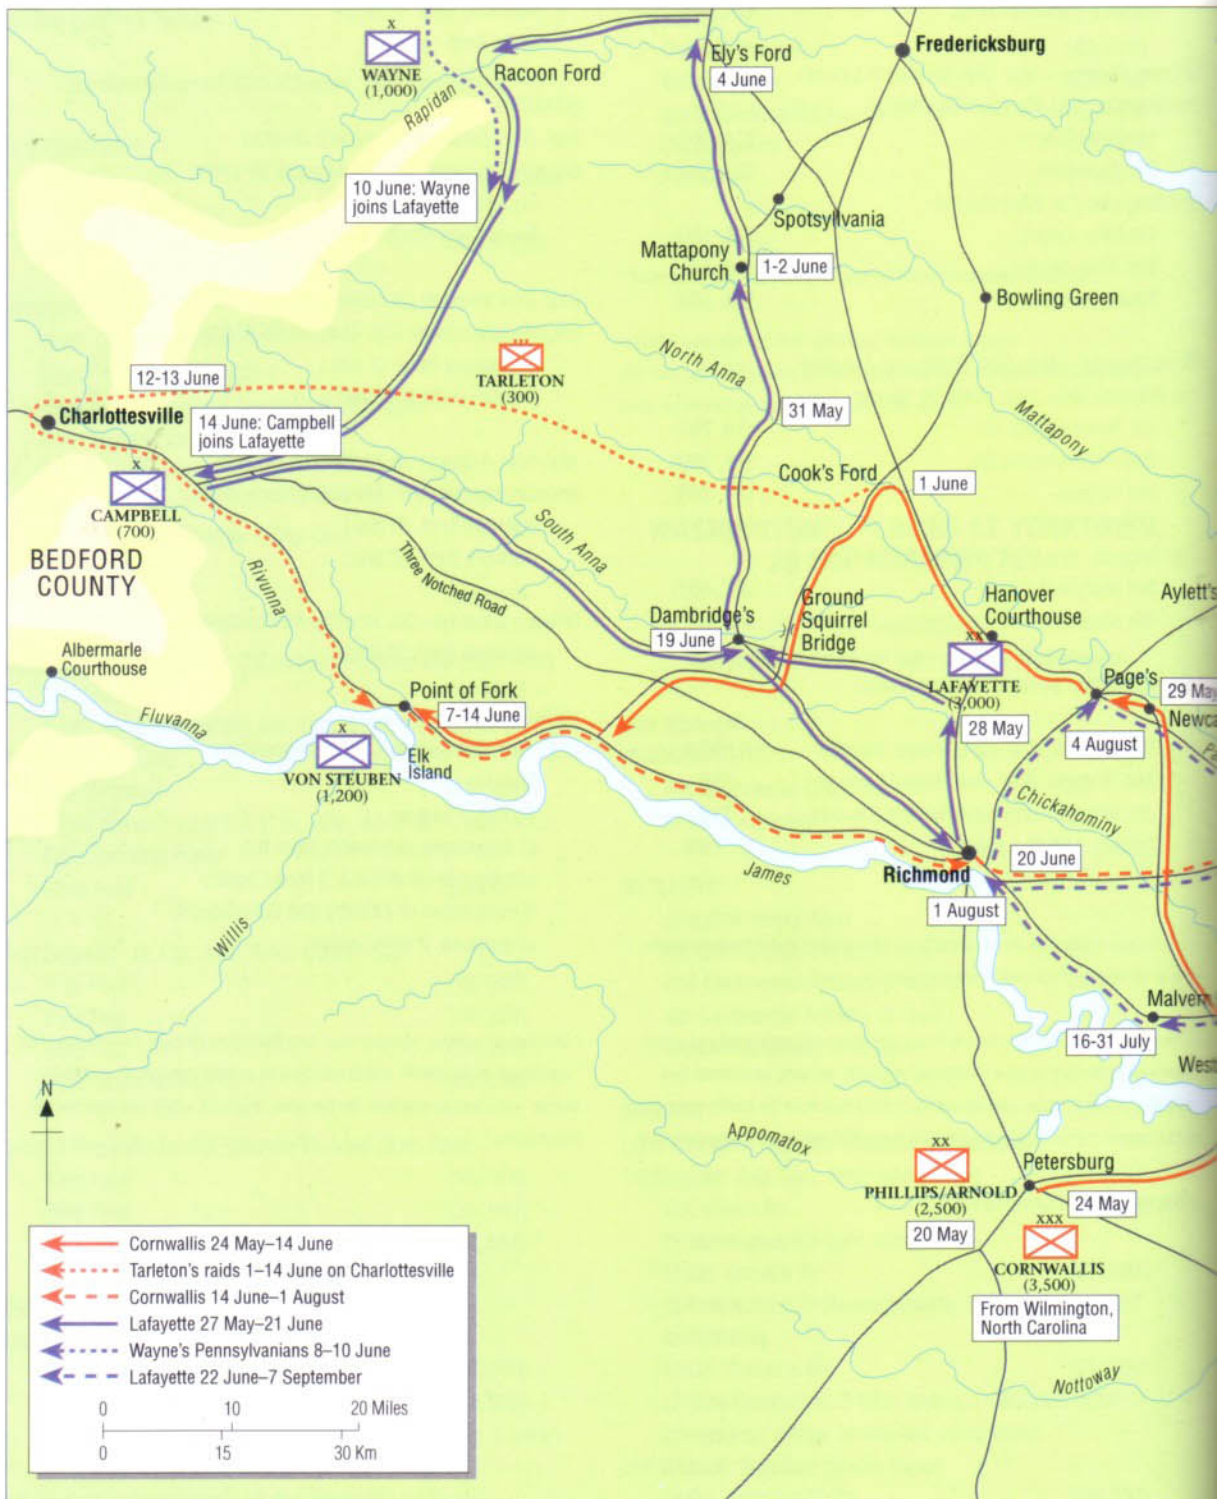 X
WAYNE
(1,000)
Rapidan
Racoon Ford
Ely's Ford
4 June
Fredericksburg
10 June: Wayne
joins Lafayette
Spotsyllvania
Mattapony
Church
1-2 June
Bowling Green
12-13 June
TARLETON
(300)
North Anna
31 May
Mattapony
Charlottesville
14 June: Campbell
joins Lafayette
Cook's Ford
1 June
X
CAMPBELL
(700)
BEDFORD
COUNTY
Rivunna
South Anna
Three Notched Road
Dambridge's
19 June
Ground
Squirrel
Bridge
Hanover
Courthouse
Aylett's
XX
LAFAYETTE
(3,000)
Page's
29 May
Newca
28 May
4 August
Albermarle
Courthouse
Fluvanna
Point of Fork
7-14 June
Elk
Island
X
VON STEUBEN
(1,200)
Chickahominy
James
Richmond
20 June
1 August
Willis
Malvern
16-31 July
West
N
Appomatox
XX
PHILLIPS/ARNOLD
(2,500)
20 May
Petersburg
24 May
XXX
CORNWALLIS
(3,500)
From Wilmington,
North Carolina
Nottoway
Cornwallis 24 May–14 June
Tarleton's raids 1–14 June on Charlottesville
Cornwallis 14 June–1 August
Lafayette 27 May–21 June
Wayne's Pennsylvanians 8–10 June
Lafayette 22 June–7 September
0 10 20 Miles
0 15 30 Km